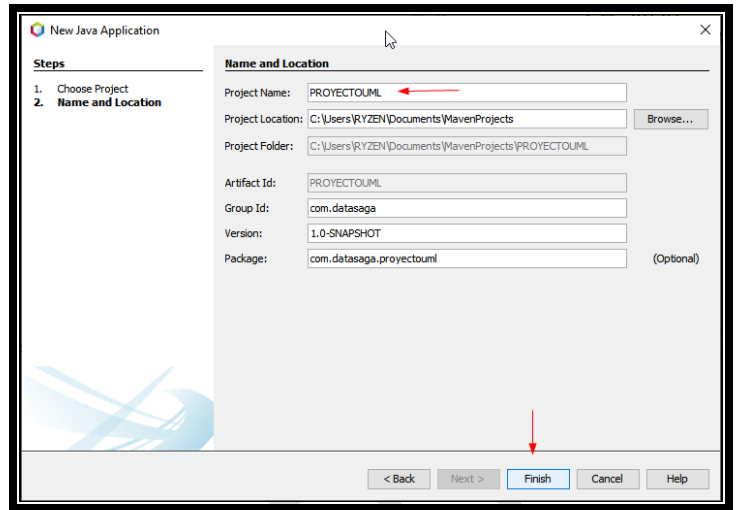 New Java Application
Steps
1. Choose Project
2. Name and Location
Name and Location
Project Name: PROYECTOUML
Project Location: C:\Users\RYZEN\Documents\MavenProjects Browse...
Project Folder: C:\Users\RYZEN\Documents\MavenProjects\PROYECTOUML
Artifact Id: PROYECTOUML
Group Id: com.datasaga
Version: 1.0-SNAPSHOT
Package: com.datasaga.proyectouml (Optional)
< Back Next > Finish Cancel Help